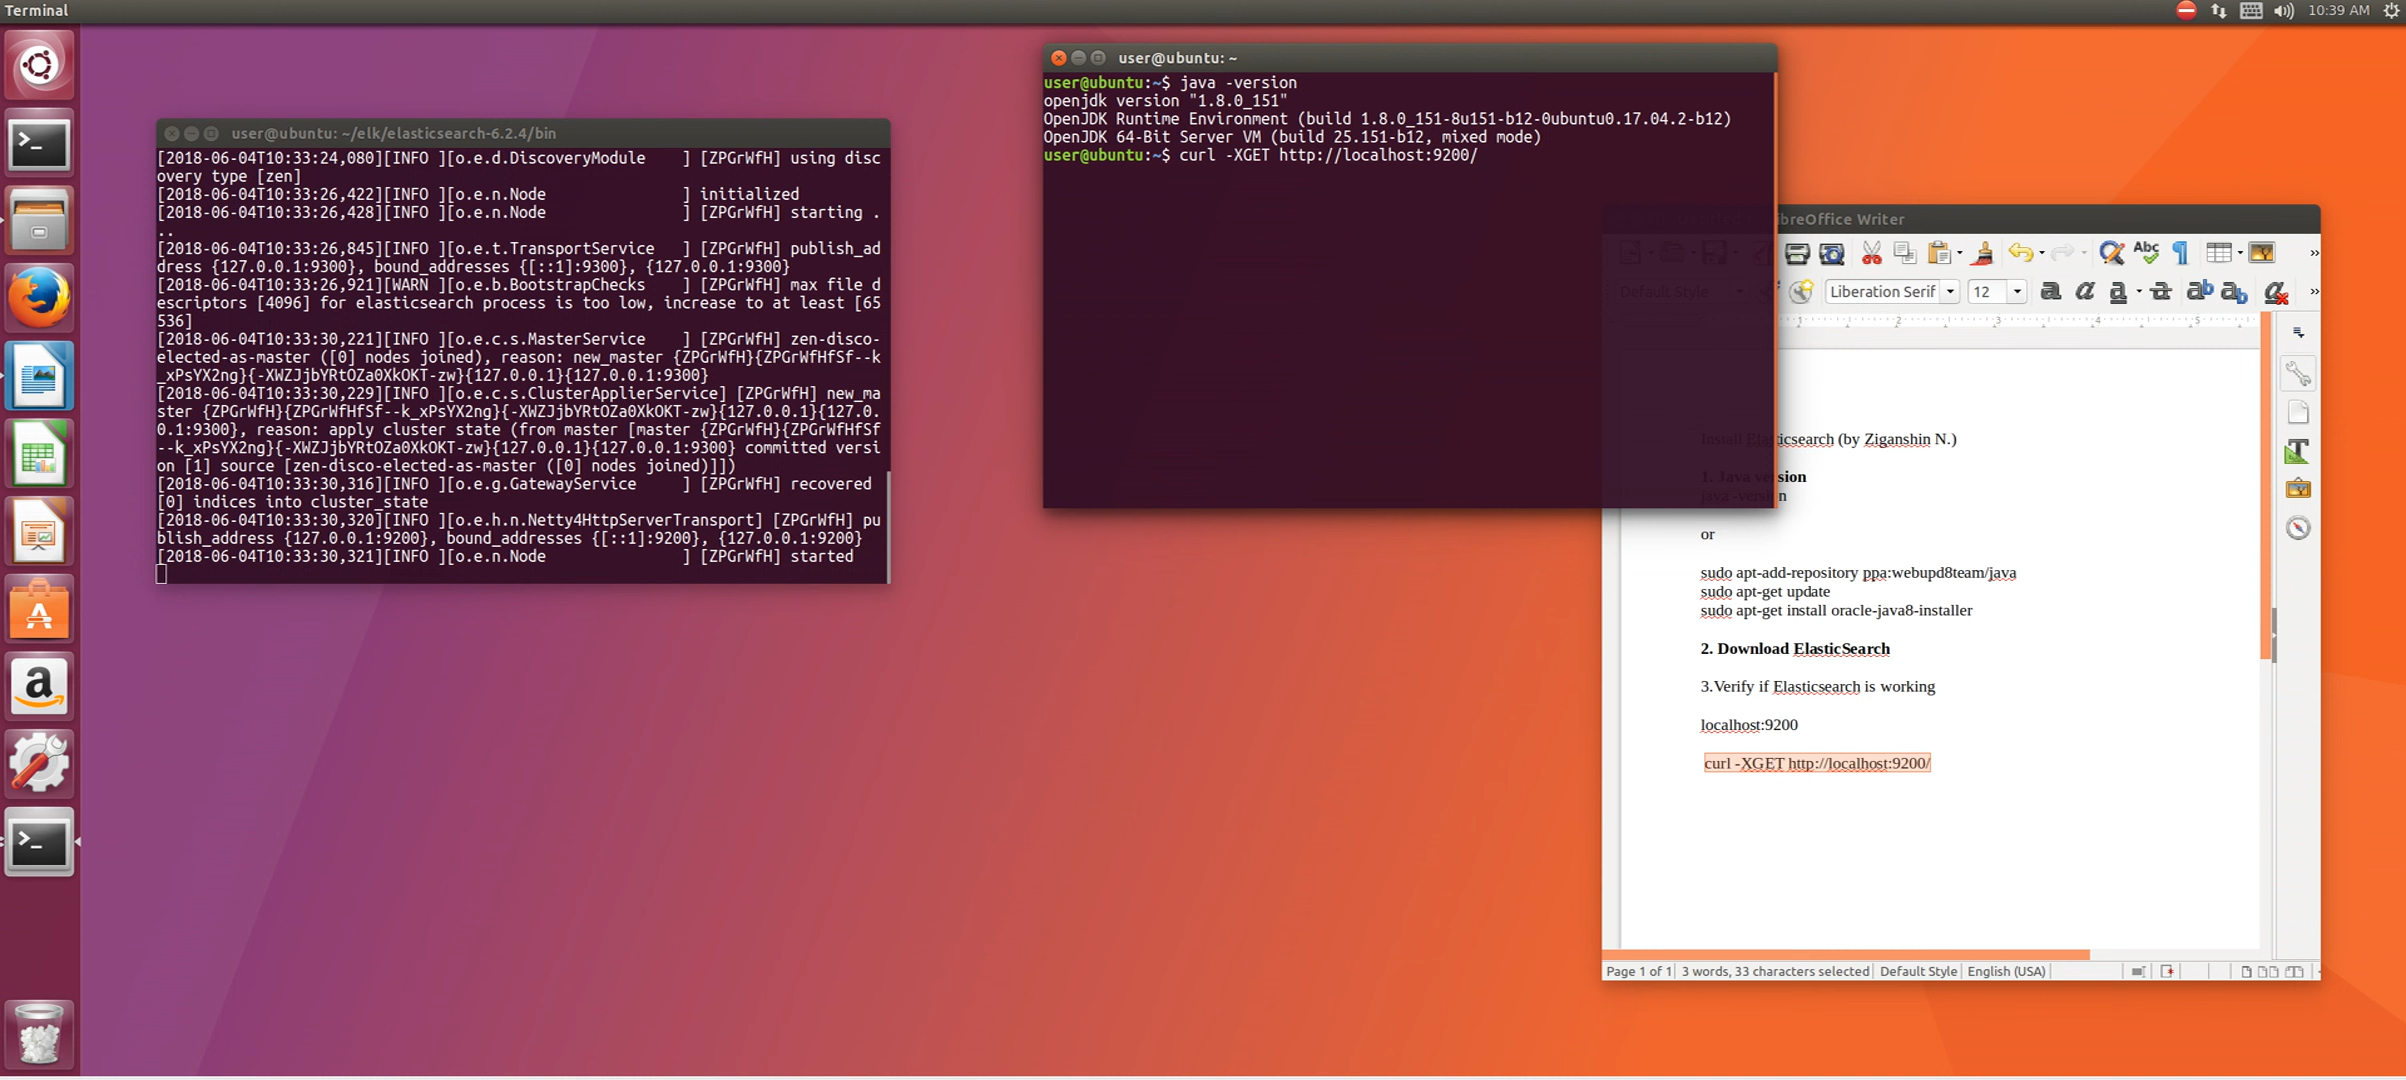 Terminal
10:39 AM
user@ubuntu: ~/elk/elasticsearch-6.2.4/bin
[2018-06-04T10:33:24,080][INFO ][o.e.d.DiscoveryModule    ] [ZPGrWfH] using disc
overy type [zen]
[2018-06-04T10:33:26,422][INFO ][o.e.n.Node               ] initialized
[2018-06-04T10:33:26,428][INFO ][o.e.n.Node               ] [ZPGrWfH] starting .
..
[2018-06-04T10:33:26,845][INFO ][o.e.t.TransportService   ] [ZPGrWfH] publish_ad
dress {127.0.0.1:9300}, bound_addresses {[::1]:9300}, {127.0.0.1:9300}
[2018-06-04T10:33:26,921][WARN ][o.e.b.BootstrapChecks    ] [ZPGrWfH] max file d
escriptors [4096] for elasticsearch process is too low, increase to at least [65
536]
[2018-06-04T10:33:30,221][INFO ][o.e.c.s.MasterService    ] [ZPGrWfH] zen-disco-
elected-as-master ([0] nodes joined), reason: new_master {ZPGrWfH}{ZPGrWfHfSf--k
_xPsYX2ng}{-XWZJjbYRtOZa0XkOKT-zw}{127.0.0.1}{127.0.0.1:9300}
[2018-06-04T10:33:30,229][INFO ][o.e.c.s.ClusterApplierService] [ZPGrWfH] new_ma
ster {ZPGrWfH}{ZPGrWfHfSf--k_xPsYX2ng}{-XWZJjbYRtOZa0XkOKT-zw}{127.0.0.1}{127.0.
0.1:9300}, reason: apply cluster state (from master [master {ZPGrWfH}{ZPGrWfHfSf
--k_xPsYX2ng}{-XWZJjbYRtOZa0XkOKT-zw}{127.0.0.1}{127.0.0.1:9300} committed versi
on [1] source [zen-disco-elected-as-master ([0] nodes joined)]])
[2018-06-04T10:33:30,316][INFO ][o.e.g.GatewayService     ] [ZPGrWfH] recovered
[0] indices into cluster_state
[2018-06-04T10:33:30,320][INFO ][o.e.h.n.Netty4HttpServerTransport] [ZPGrWfH] pu
blish_address {127.0.0.1:9200}, bound_addresses {[::1]:9200}, {127.0.0.1:9200}
[2018-06-04T10:33:30,321][INFO ][o.e.n.Node               ] [ZPGrWfH] started
user@ubuntu: ~
user@ubuntu:~$ java -version
openjdk version "1.8.0_151"
OpenJDK Runtime Environment (build 1.8.0_151-8u151-b12-0ubuntu0.17.04.2-b12)
OpenJDK 64-Bit Server VM (build 25.151-b12, mixed mode)
user@ubuntu:~$ curl -XGET http://localhost:9200/
breOffice Writer
Default Style
Liberation Serif
12
Install Elasticsearch (by Ziganshin N.)
1. Java version
java -version
or
sudo apt-add-repository ppa:webupd8team/java
sudo apt-get update
sudo apt-get install oracle-java8-installer
2. Download ElasticSearch
3.Verify if Elasticsearch is working
localhost:9200
curl -XGET http://localhost:9200/
Page 1 of 1 3 words, 33 characters selected Default Style English (USA)